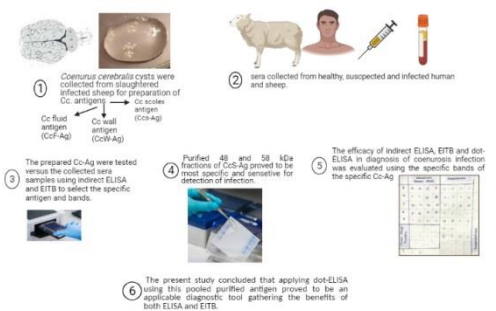 1
Coenurus cerebralis cysts were
collected from slaughtered
infected sheep for preparation of
Cc. antigens
Cc fluid
antigen
(CcF-Ag)
Cc wall
antigen
(CcW-Ag)
Cc scolex
antigen
(Ccs-Ag)
2
sera collected from healthy, suscpected and infected human
and sheep.
3
The prepared Cc-Ag were tested
versus the collected sera
samples using indirect ELISA
and EITB to select the specific
antigen and bands.
4
Purified 48 and 58 kDa
fractions of CcS-Ag proved to be
most specific and sensetive for
detection of infection.
5
The efficacy of indirect ELISA, EITB and dot-
ELISA in diagnosis of coenurosis infection
was evaluated using the specific bands of
the specific Cc-Ag
6
The present study concluded that applying dot-ELISA
using this pooled purified antigen proved to be an
applicable diagnostic tool gathering the benefits of
both ELISA and EITB.